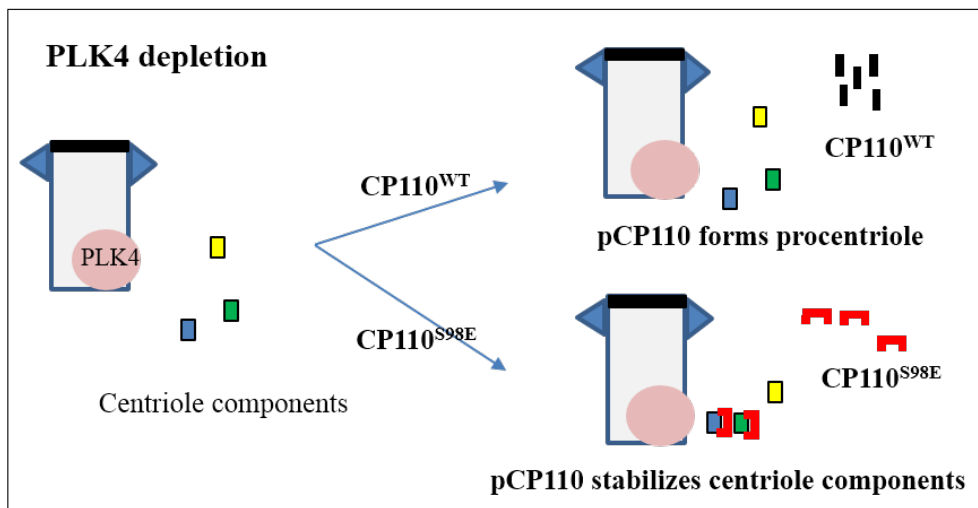 PLK4 depletion
PLK4
Centriole components
CP110WT
CP110S98E
CP110WT
pCP110 forms procentriole
CP110S98E
pCP110 stabilizes centriole components